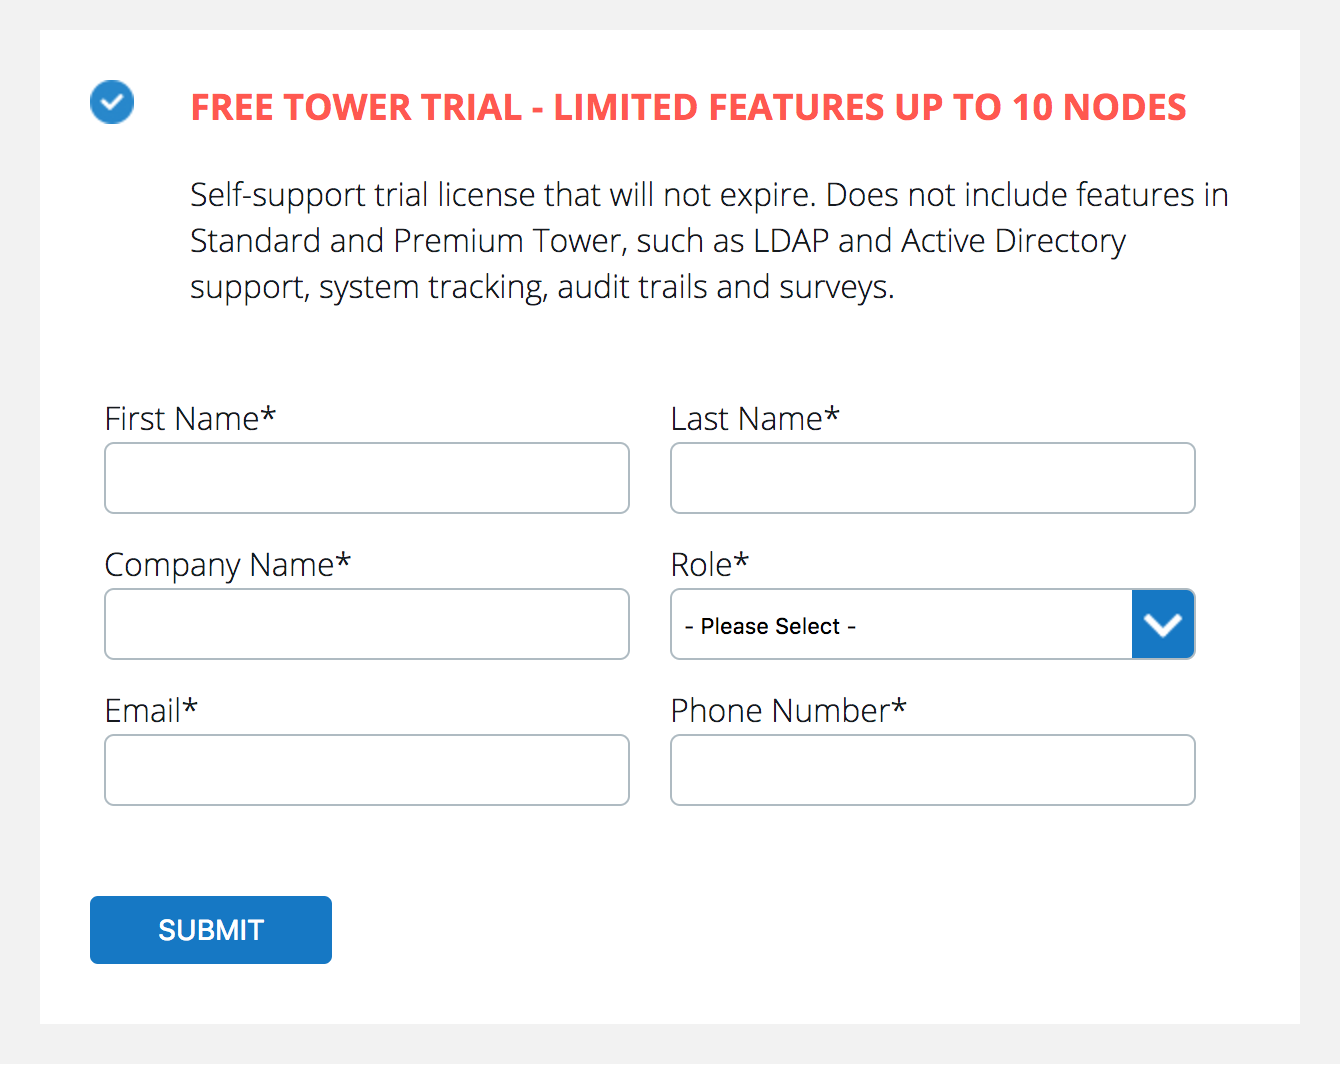 FREE TOWER TRIAL - LIMITED FEATURES UP TO 10 NODES
Self-support trial license that will not expire. Does not include features in
Standard and Premium Tower, such as LDAP and Active Directory
support, system tracking, audit trails and surveys.
First Name*
Last Name*
Company Name*
Role*
- Please Select -
Email*
Phone Number*
SUBMIT